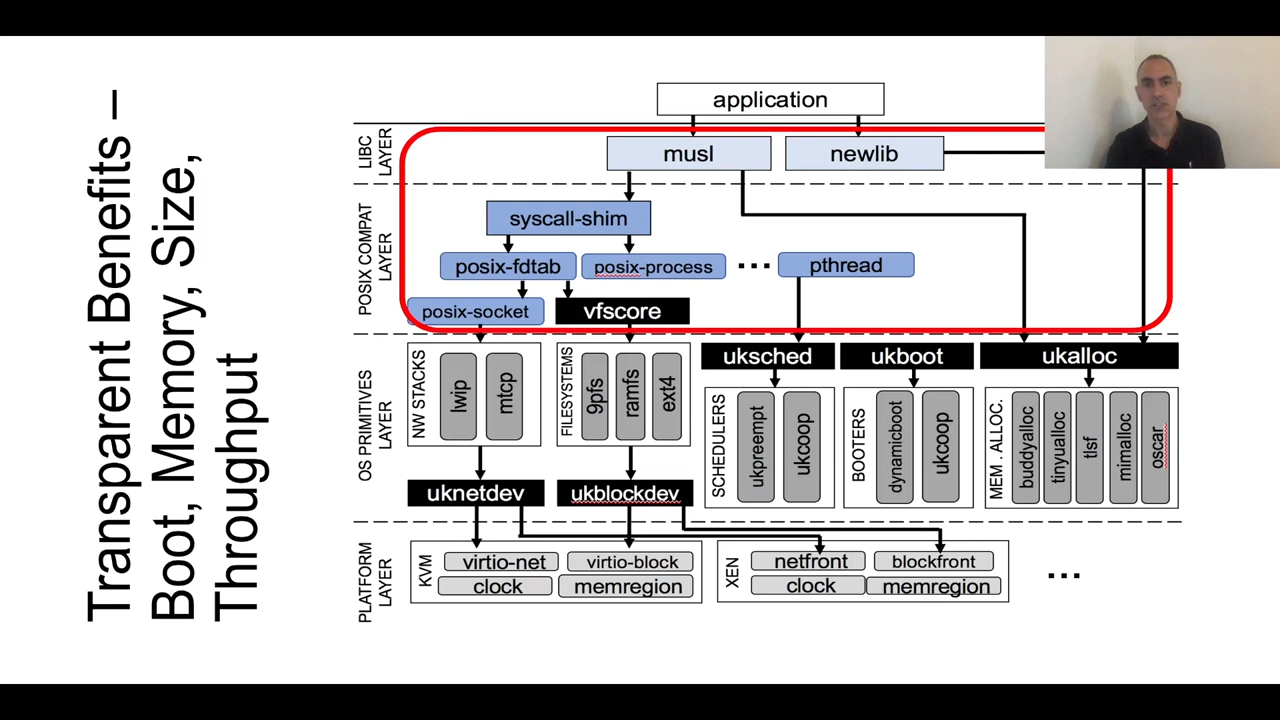 Transparent Benefits –
Boot, Memory, Size,
Throughput
application
LIBC
LAYER
musl
newlib
POSIX COMPAT
LAYER
syscall-shim
posix-fdtab
posix-process
...
pthread
posix-socket
vfscore
OS PRIMITIVES
LAYER
NW STACKS
lwip
mtcp
FILESYSTEMS
9pfs
ramfs
ext4
uksched
ukboot
ukalloc
SCHEDULERS
ukpreempt
ukcoop
BOOTERS
dynamicboot
ukcoop
MEM . ALLOC.
buddyalloc
tinyualloc
tlsf
mimalloc
oscar
uknetdev
ukblockdev
PLATFORM
LAYER
KVM
virtio-net
virtio-block
clock
memregion
XEN
netfront
blockfront
clock
memregion
...